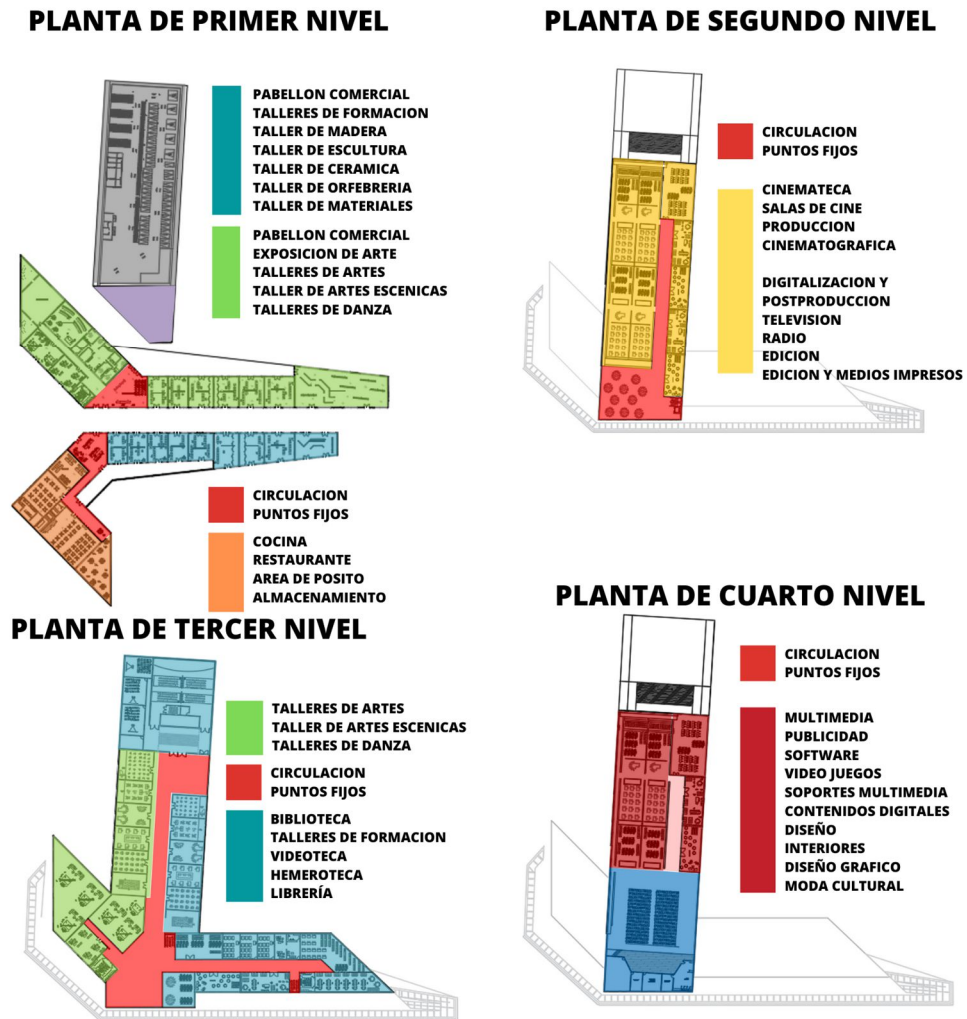 PLANTA DE PRIMER NIVEL
PABELLON COMERCIAL
TALLERES DE FORMACION
TALLER DE MADERA
TALLER DE ESCULTURA
TALLER DE CERAMICA
TALLER DE ORFEBRERIA
TALLER DE MATERIALES
PABELLON COMERCIAL
EXPOSICION DE ARTE
TALLERES DE ARTES
TALLER DE ARTES ESCENICAS
TALLERES DE DANZA
CIRCULACION
PUNTOS FIJOS
COCINA
RESTAURANTE
AREA DE POSITO
ALMACENAMIENTO
PLANTA DE SEGUNDO NIVEL
CIRCULACION
PUNTOS FIJOS
CINEMATECA
SALAS DE CINE
PRODUCCION
CINEMATOGRAFICA
DIGITALIZACION Y
POSTPRODUCCION
TELEVISION
RADIO
EDICION
EDICION Y MEDIOS IMPRESOS
PLANTA DE TERCER NIVEL
TALLERES DE ARTES
TALLER DE ARTES ESCENICAS
TALLERES DE DANZA
CIRCULACION
PUNTOS FIJOS
BIBLIOTECA
TALLERES DE FORMACION
VIDEOTECA
HEMEROTECA
LIBRERÍA
PLANTA DE CUARTO NIVEL
CIRCULACION
PUNTOS FIJOS
MULTIMEDIA
PUBLICIDAD
SOFTWARE
VIDEO JUEGOS
SOPORTES MULTIMEDIA
CONTENIDOS DIGITALES
DISEÑO
INTERIORES
DISEÑO GRAFICO
MODA CULTURAL